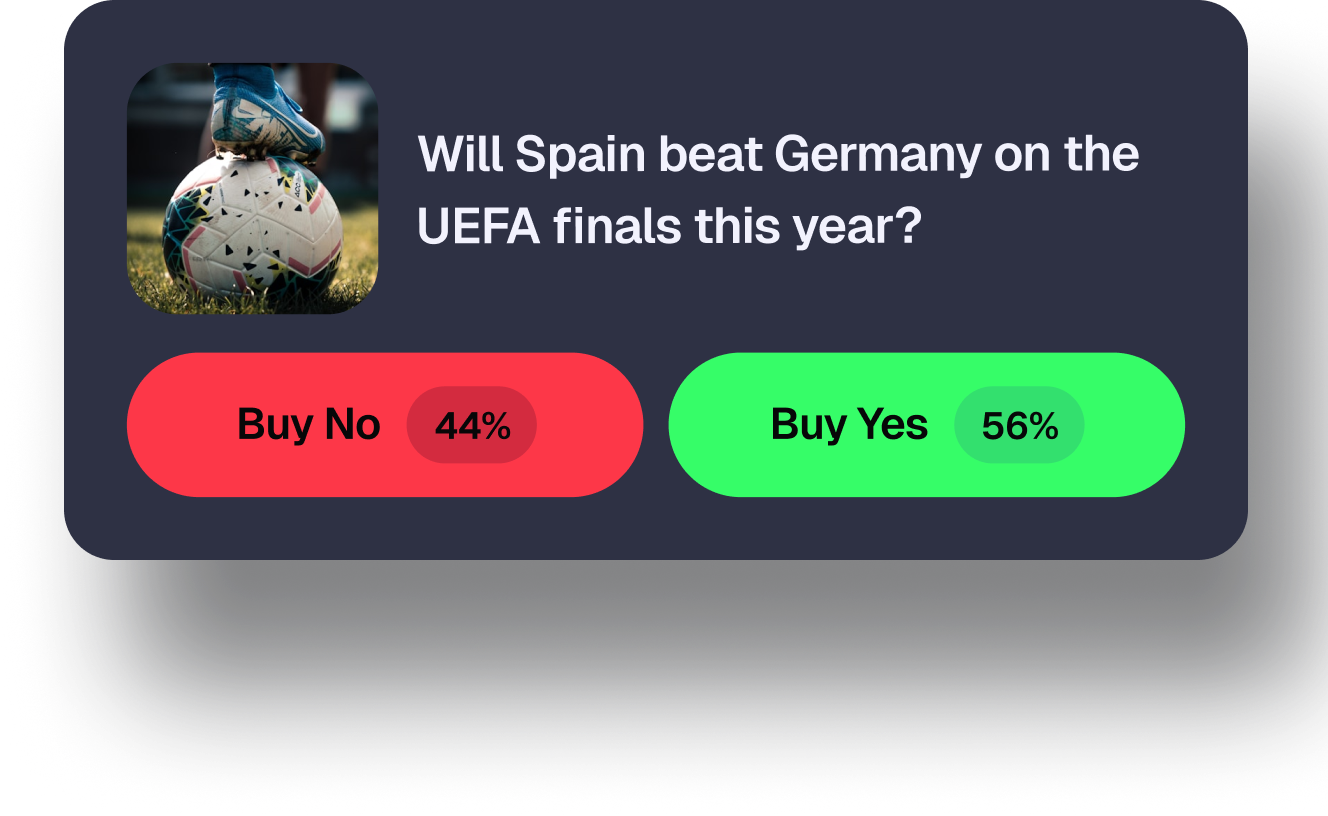 Will Spain beat Germany on the
UEFA finals this year?
Buy No 44%
Buy Yes 56%